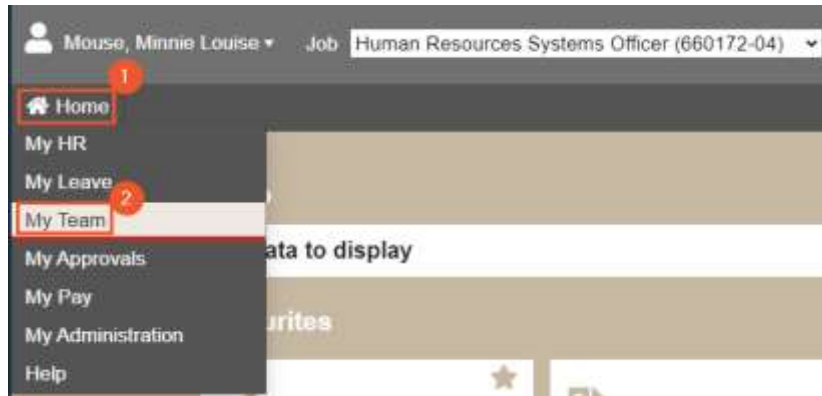 Mouse, Minnie Louise Job Human Resources Systems Officer (660172-04)
1
Home
My HR
My Leave
2
My Team
ata to display
My Approvals
My Pay
urites
My Administration
Help